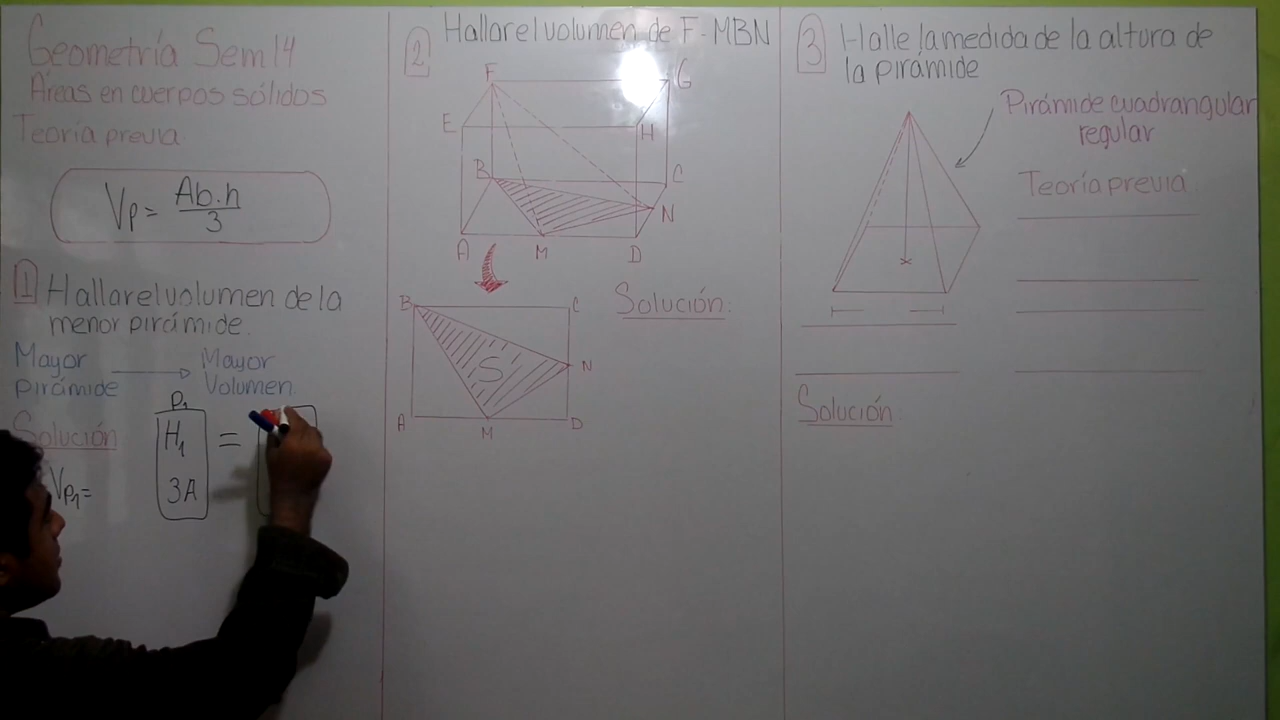 Geometría Sem14
Áreas en cuerpos sólidos
Teoría previa
Vp = Ab.h
3
1 Hallar el volumen de la
menor pirámide.
Mayor pirámide → Mayor Volumen.
Solución
P1
H1 =
Vp1 =
3A
2 Hallar el volumen de F-MBN
F
G
E
H
B
C
N
A
M
D
B
C
S
N
A
M
D
Solución:
3 Halle la medida de la altura de
la pirámide
Pirámide cuadrangular
regular
Teoría previa
Solución: